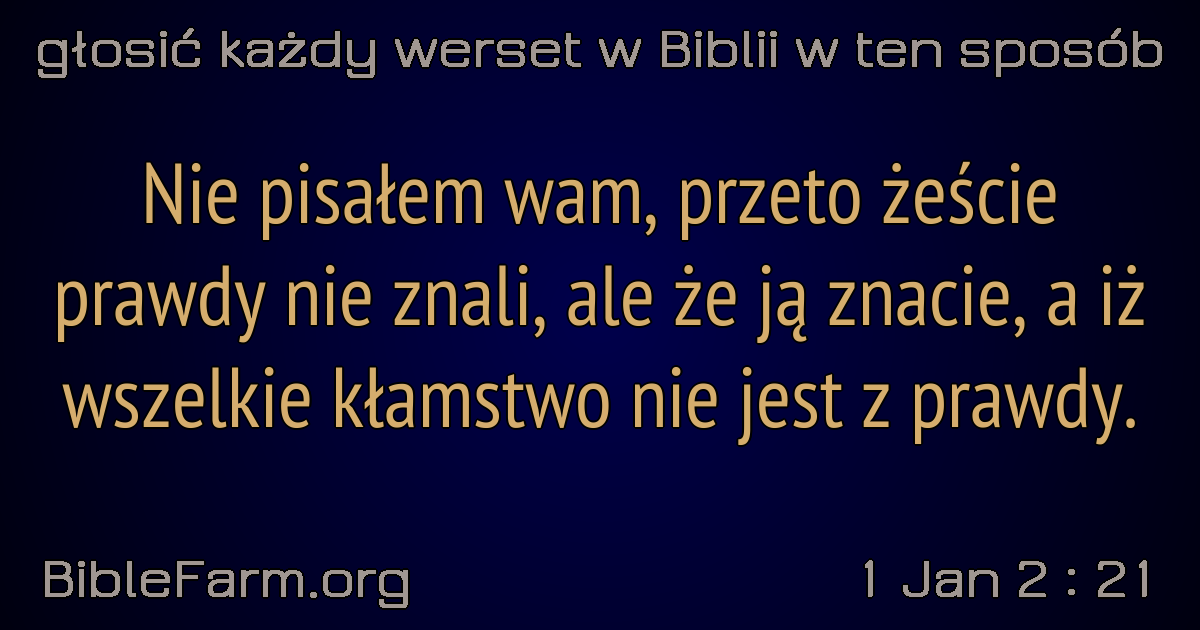 głosić każdy werset w Biblii w ten sposób
Nie pisałem wam, przeto żeście
prawdy nie znali, ale że ją znacie, a iż
wszelkie kłamstwo nie jest z prawdy.
BibleFarm.org
1 Jan 2 : 21